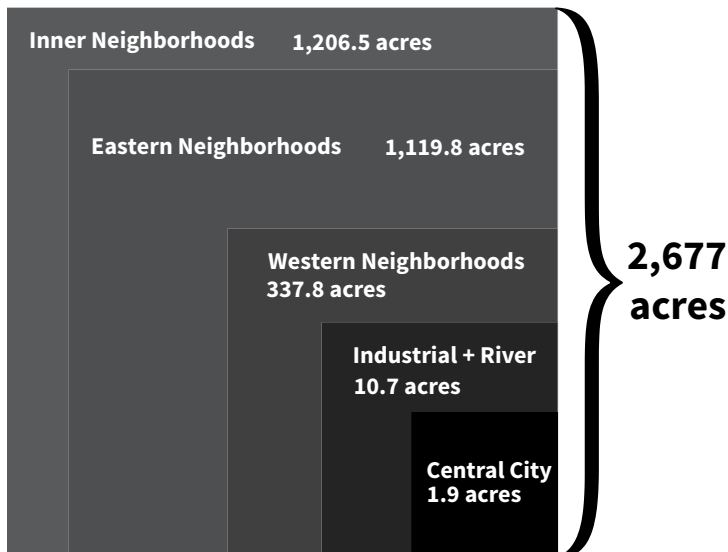 Inner Neighborhoods 1,206.5 acres
Eastern Neighborhoods 1,119.8 acres
Western Neighborhoods
337.8 acres
2,677
acres
Industrial + River
10.7 acres
Central City
1.9 acres